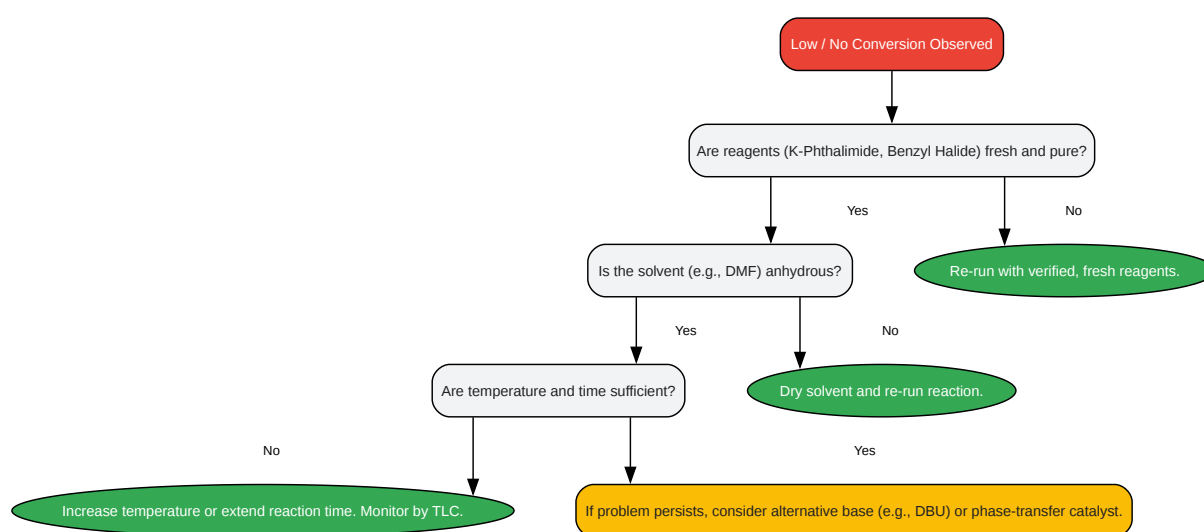 Low / No Conversion Observed
Are reagents (K-Phthalimide, Benzyl Halide) fresh and pure?
Yes
No
Is the solvent (e.g., DMF) anhydrous?
Re-run with verified, fresh reagents.
Yes
No
Are temperature and time sufficient?
Dry solvent and re-run reaction.
No
Yes
Increase temperature or extend reaction time. Monitor by TLC.
If problem persists, consider alternative base (e.g., DBU) or phase-transfer catalyst.